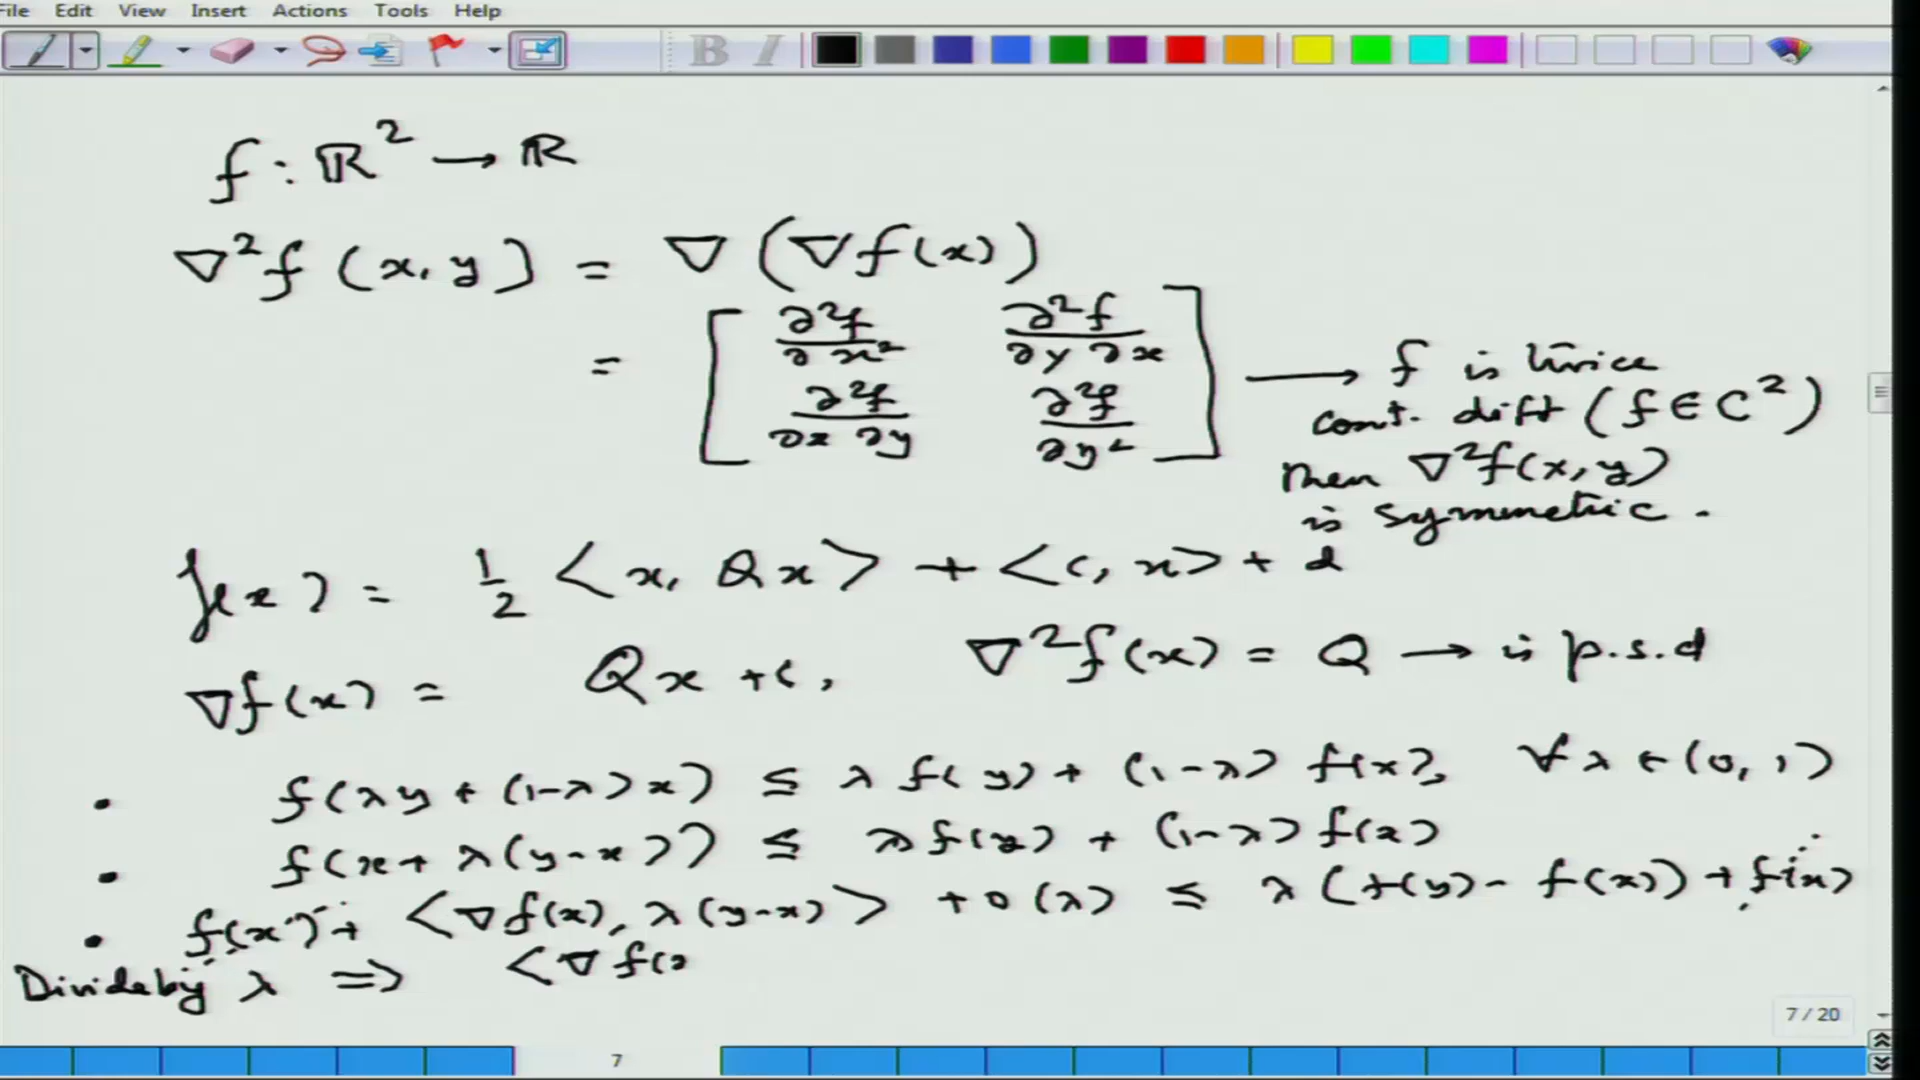 File Edit View Insert Actions Tools Help
B I
f : ℝ² → ℝ
∇²f (x, y) = ∇ (∇f(x))
= [ ∂²f/∂x² ∂²f/∂y ∂x
∂²f/∂x ∂y ∂²f/∂y² ] → f is twice
cont. diff (f ∈ C²)
then ∇²f(x, y)
is symmetric.
f(x) = 1/2 <x, Qx> + <c, x> + d
∇f(x) = Qx + c, ∇²f(x) = Q → is p.s.d
• f(λy + (1-λ)x) ≤ λ f(y) + (1-λ) f(x), ∀ λ ∈ (0, 1)
• f(x + λ(y-x)) ≤ λ f(y) + (1-λ) f(x)
• f(x) + <∇f(x), λ(y-x)> + o(λ) ≤ λ (f(y) - f(x)) + f(x)
Divide by λ ⇒ <∇ f(x
7 / 20
7